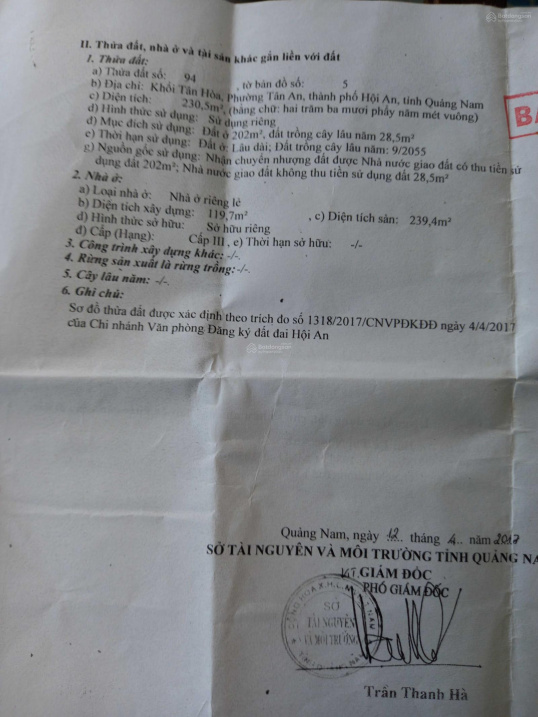 II. Thửa đất, nhà ở và tài sản khác gắn liền với đất
1. Thửa đất:
a) Thửa đất số: 94 , tờ bản đồ số: 5
b) Địa chỉ: Khối Tân Hòa, Phường Tân An, thành phố Hội An, tỉnh Quảng Nam
c) Diện tích: 230,5m², (bằng chữ: hai trăm ba mươi phẩy năm mét vuông)
d) Hình thức sử dụng: Sử dụng riêng
đ) Mục đích sử dụng: Đất ở 202m², đất trồng cây lâu năm 28,5m²
e) Thời hạn sử dụng: Đất ở: Lâu dài; Đất trồng cây lâu năm: 9/2055
g) Nguồn gốc sử dụng: Nhận chuyển nhượng đất được Nhà nước giao đất có thu tiền sử
dụng đất 202m²; Nhà nước giao đất không thu tiền sử dụng đất 28,5m²
2. Nhà ở:
a) Loại nhà ở: Nhà ở riêng lẻ
b) Diện tích xây dựng: 119,7m² , c) Diện tích sàn: 239,4m²
d) Hình thức sở hữu: Sở hữu riêng
đ) Cấp (Hạng): Cấp III , e) Thời hạn sở hữu: -/-
3. Công trình xây dựng khác: -/-
4. Rừng sản xuất là rừng trồng: -/-
5. Cây lâu năm: -/-
6. Ghi chú:
Sơ đồ thửa đất được xác định theo trích đo số 1318/2017/CNVPĐKĐĐ ngày 4/4/2017
của Chi nhánh Văn phòng Đăng ký đất đai Hội An
BẢ
Quảng Nam, ngày 12 tháng 4 năm 2017
SỞ TÀI NGUYÊN VÀ MÔI TRƯỜNG TỈNH QUẢNG NA
KT. GIÁM ĐỐC
PHÓ GIÁM ĐỐC
SỞ
TÀI NGUYÊN
VÀ MÔI TRƯỜNG
Trần Thanh Hà